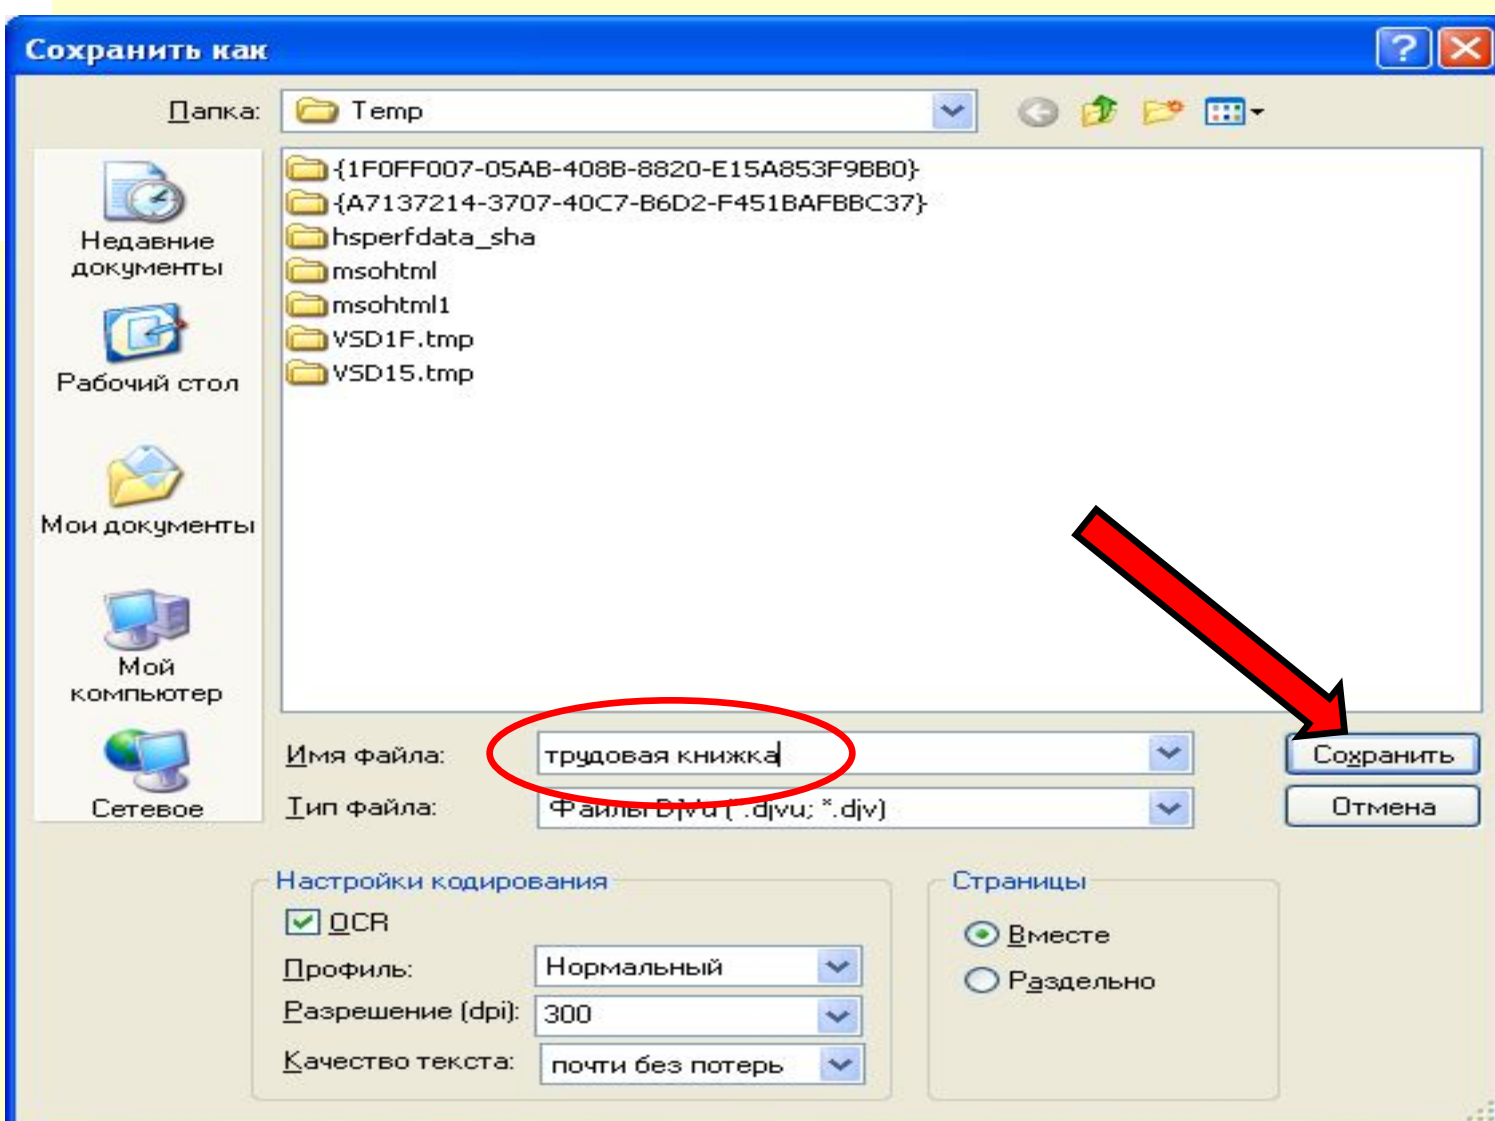 Сохранить как
Папка:
Temp
{1F0FF007-05AB-408B-8820-E15A853F9BB0}
{A7137214-3707-40C7-B6D2-F451BAFBBC37}
hsperfdata_sha
msohtml
msohtml1
VSD1F.tmp
VSD15.tmp
Недавние
документы
Рабочий стол
Мои документы
Мой
компьютер
Сетевое
Имя файла:
трудовая книжка
Сохранить
Тип файла:
Файлы DjVu (*.djvu; *.djv)
Отмена
Настройки кодирования
OCR
Профиль:
Нормальный
Разрешение (dpi):
300
Качество текста:
почти без потерь
Страницы
Вместе
Раздельно